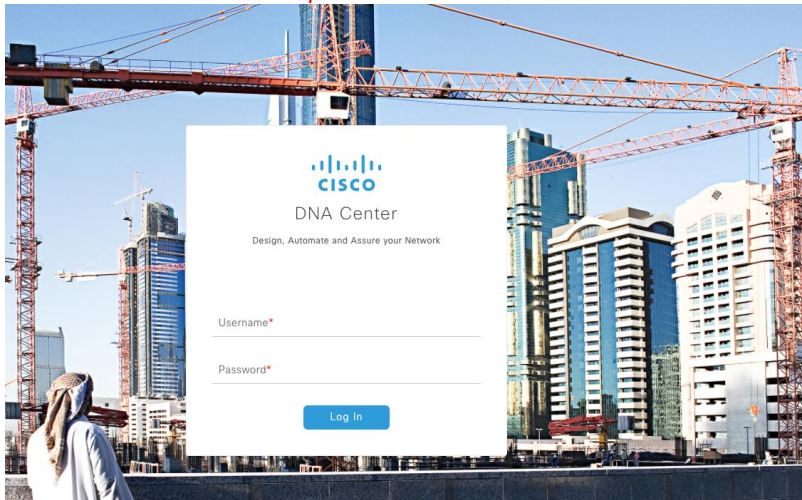 CISCO
DNA Center
Design, Automate and Assure your Network
Username*
Password*
Log In